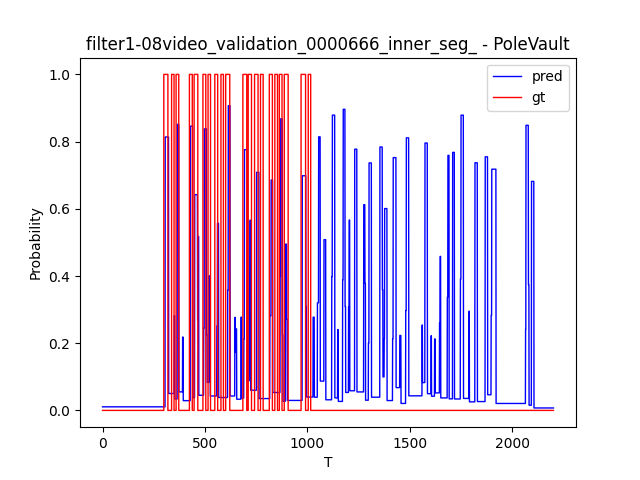 filter1-08video_validation_0000666_inner_seg_ - PoleVault
pred
gt
1.0
0.8
0.6
0.4
0.2
0.0
Probability
0
500
1000
1500
2000
T